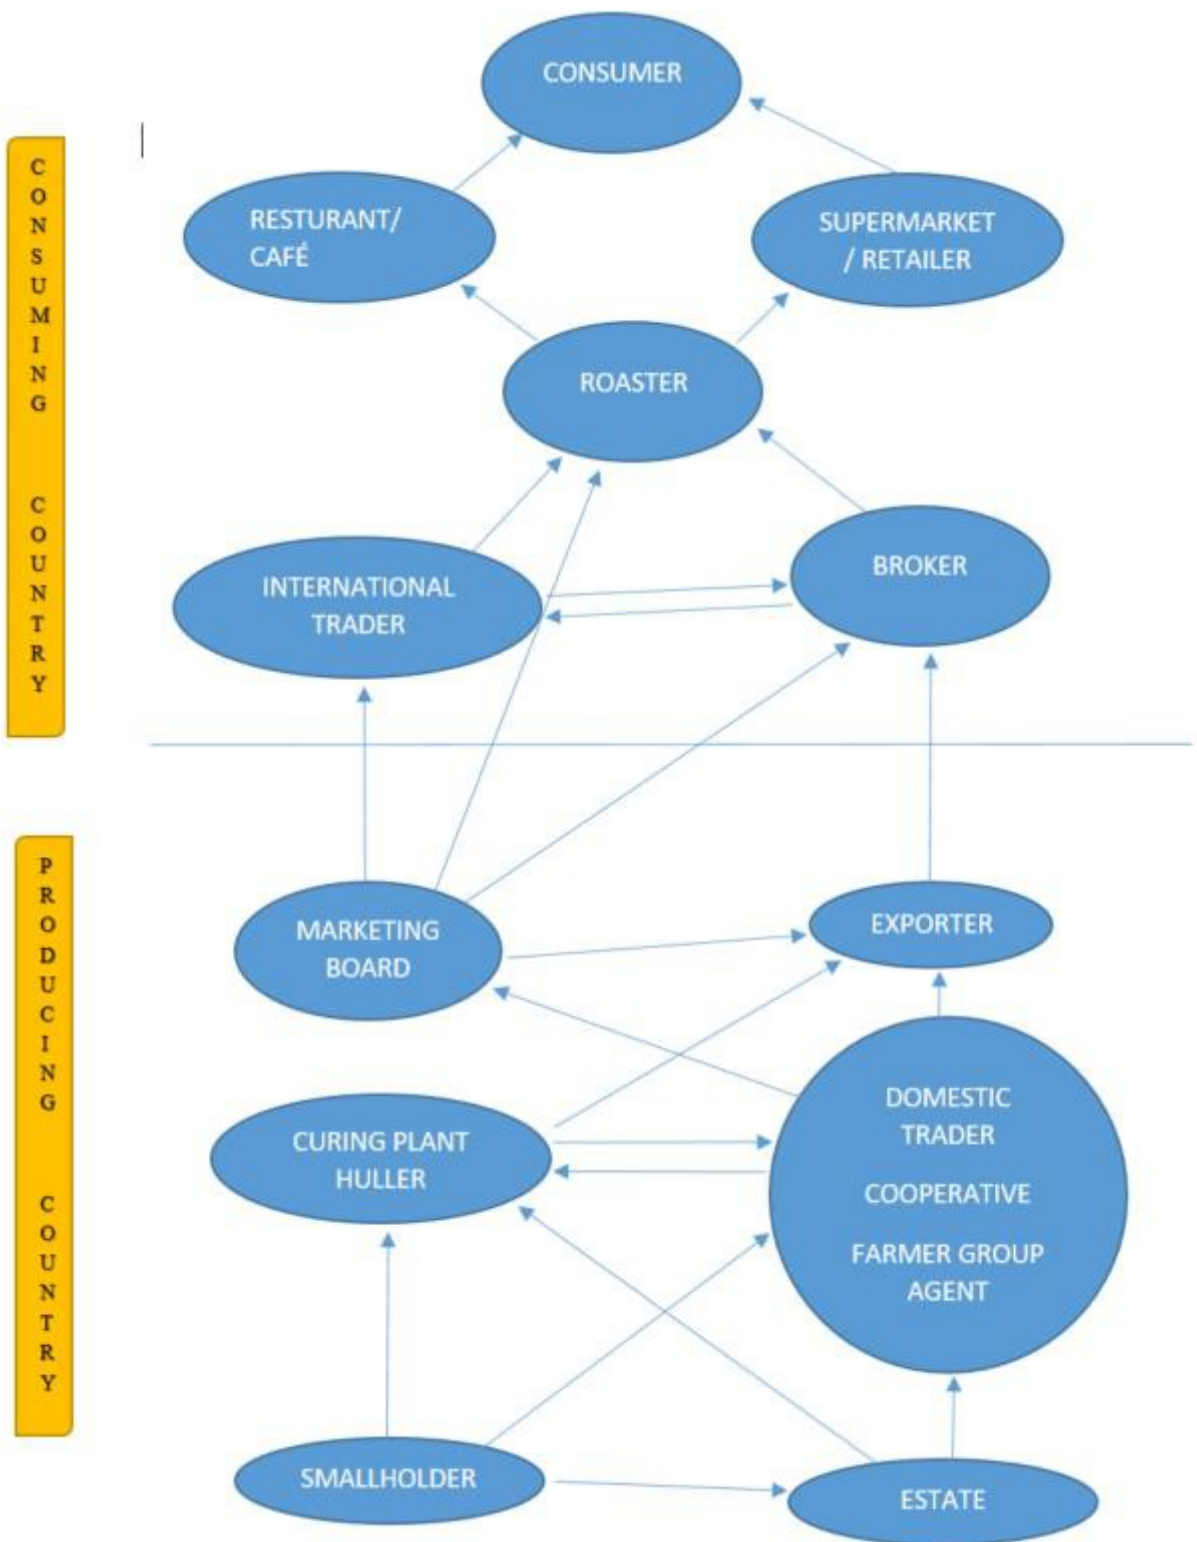 CONSUMER
CONSUMING COUNTRY
RESTURANT/
CAFÉ
SUPERMARKET
/ RETAILER
ROASTER
INTERNATIONAL
TRADER
BROKER
PRODUCING COUNTRY
MARKETING
BOARD
EXPORTER
CURING PLANT
HULLER
DOMESTIC
TRADER
COOPERATIVE
FARMER GROUP
AGENT
SMALLHOLDER
ESTATE